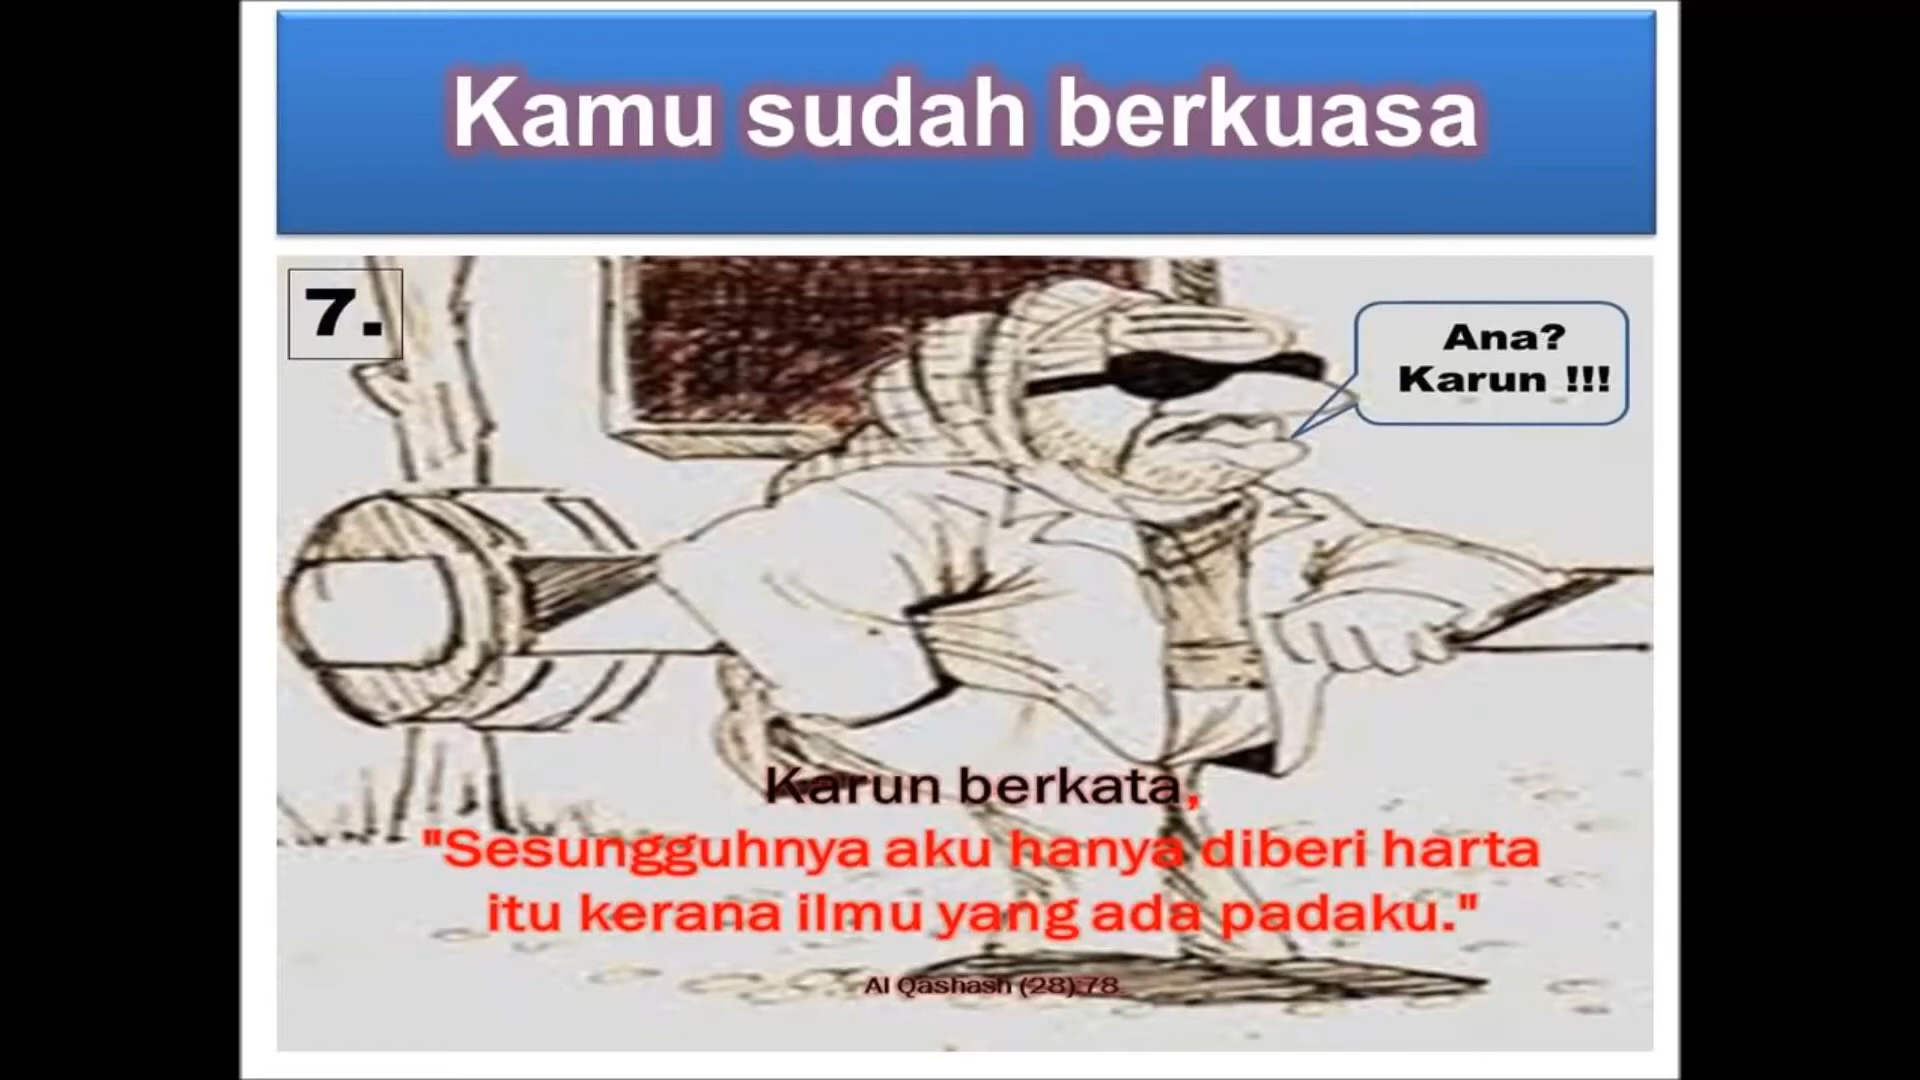 Kamu sudah berkuasa
7.
Ana?
Karun !!!
Karun berkata,
"Sesungguhnya aku hanya diberi harta
itu kerana ilmu yang ada padaku."
Al Qashash (28):78